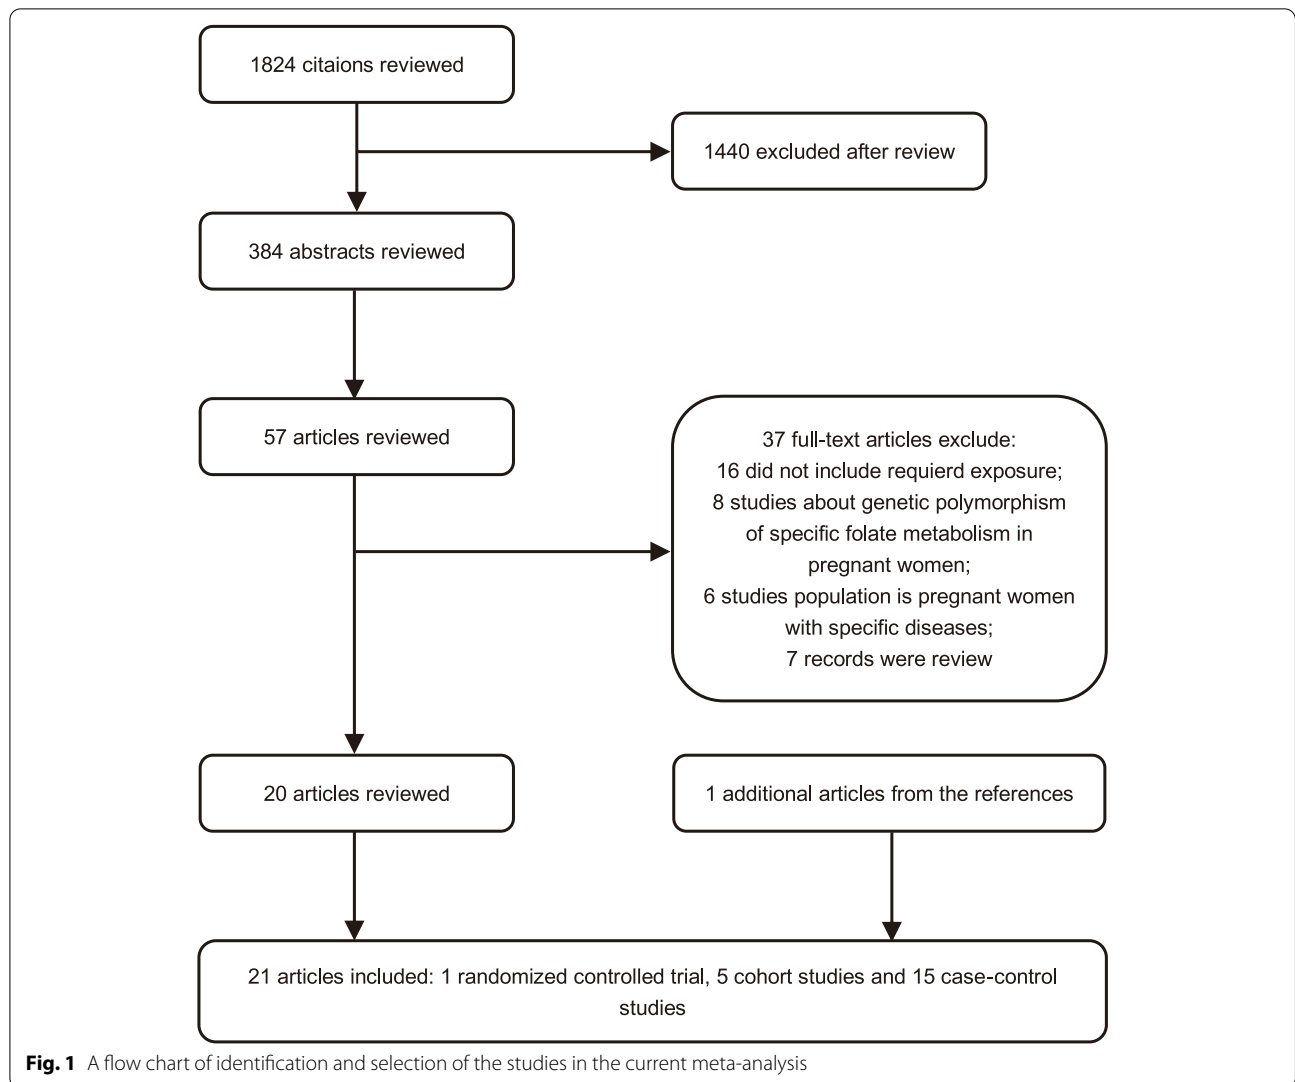 1824 citaions reviewed
1440 excluded after review
384 abstracts reviewed
57 articles reviewed
37 full-text articles exclude:
16 did not include requierd exposure;
8 studies about genetic polymorphism
of specific folate metabolism in
pregnant women;
6 studies population is pregnant women
with specific diseases;
7 records were review
20 articles reviewed
1 additional articles from the references
21 articles included: 1 randomized controlled trial, 5 cohort studies and 15 case-control
studies
Fig. 1 A flow chart of identification and selection of the studies in the current meta-analysis